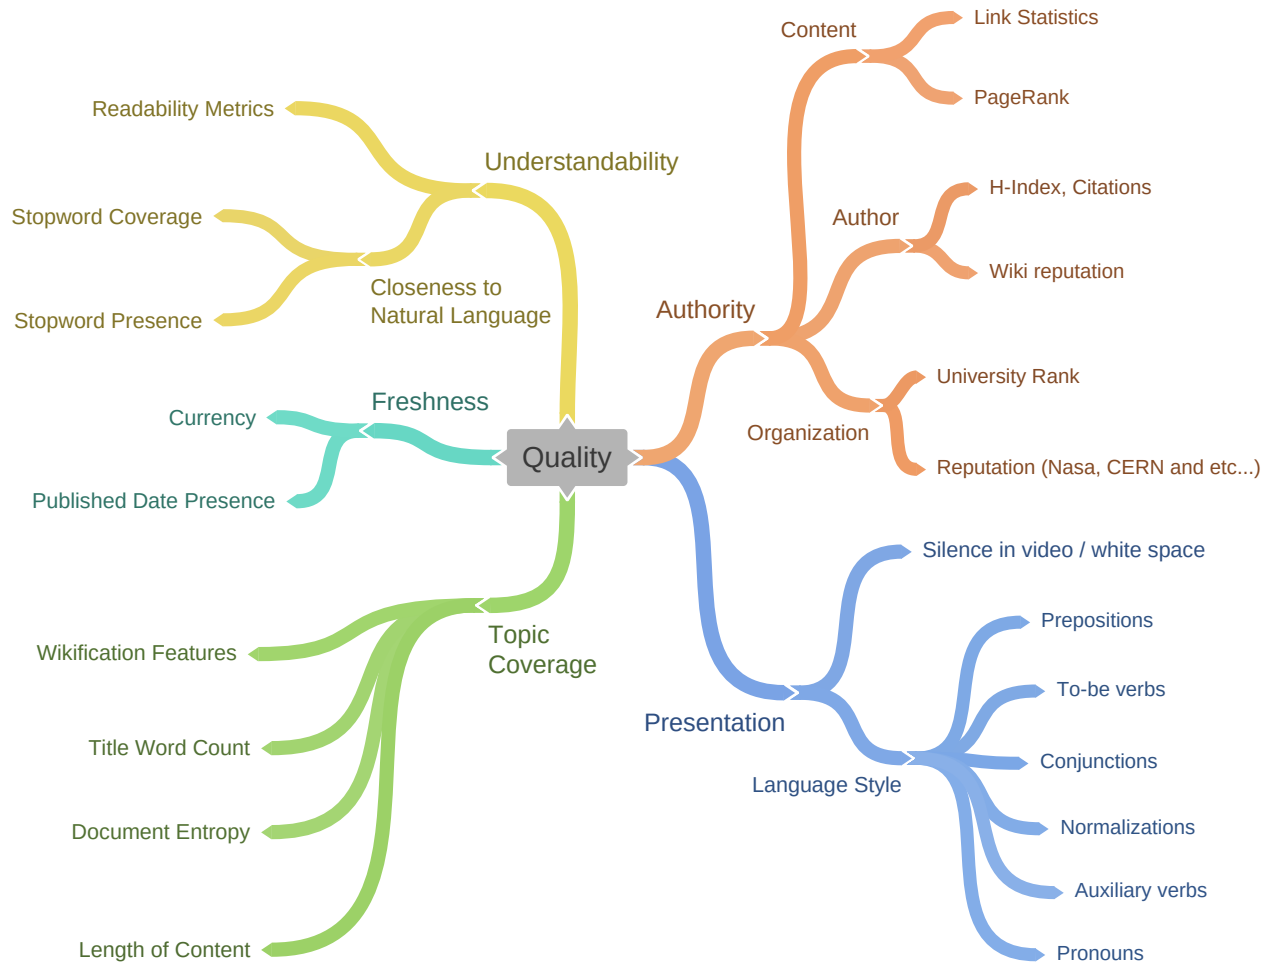 Quality
Understandability
Readability Metrics
Closeness to
Natural Language
Stopword Coverage
Stopword Presence
Freshness
Currency
Published Date Presence
Topic
Coverage
Wikification Features
Title Word Count
Document Entropy
Length of Content
Authority
Content
Link Statistics
PageRank
Author
H-Index, Citations
Wiki reputation
Organization
University Rank
Reputation (Nasa, CERN and etc...)
Presentation
Silence in video / white space
Language Style
Prepositions
To-be verbs
Conjunctions
Normalizations
Auxiliary verbs
Pronouns